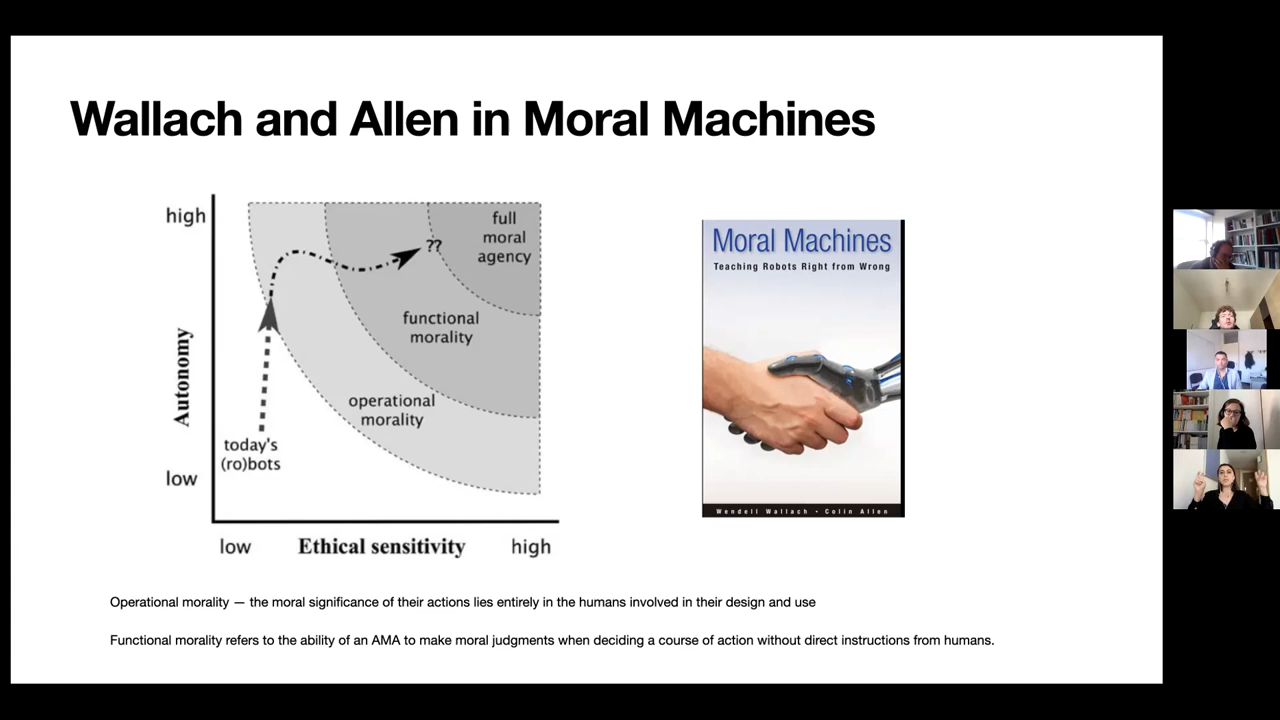 Wallach and Allen in Moral Machines
high
full
moral
agency
??
functional
morality
operational
morality
Autonomy
today's
(ro)bots
low
low
Ethical sensitivity
high
Moral Machines
Teaching Robots Right from Wrong
Wendell Wallach • Colin Allen
Operational morality — the moral significance of their actions lies entirely in the humans involved in their design and use
Functional morality refers to the ability of an AMA to make moral judgments when deciding a course of action without direct instructions from humans.